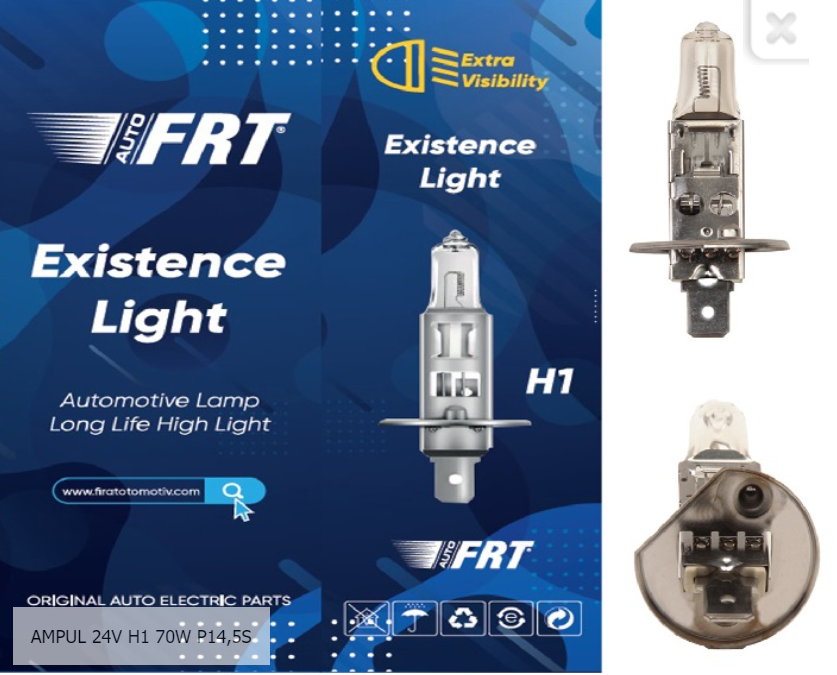 AUTO FRT®
Existence
Light
Automotive Lamp
Long Life High Light
www.firatotomotiv.com
ORIGINAL AUTO ELECTRIC PARTS
AMPUL 24V H1 70W P14,5S
Extra
Visibility
Existence
Light
H1
AUTO FRT